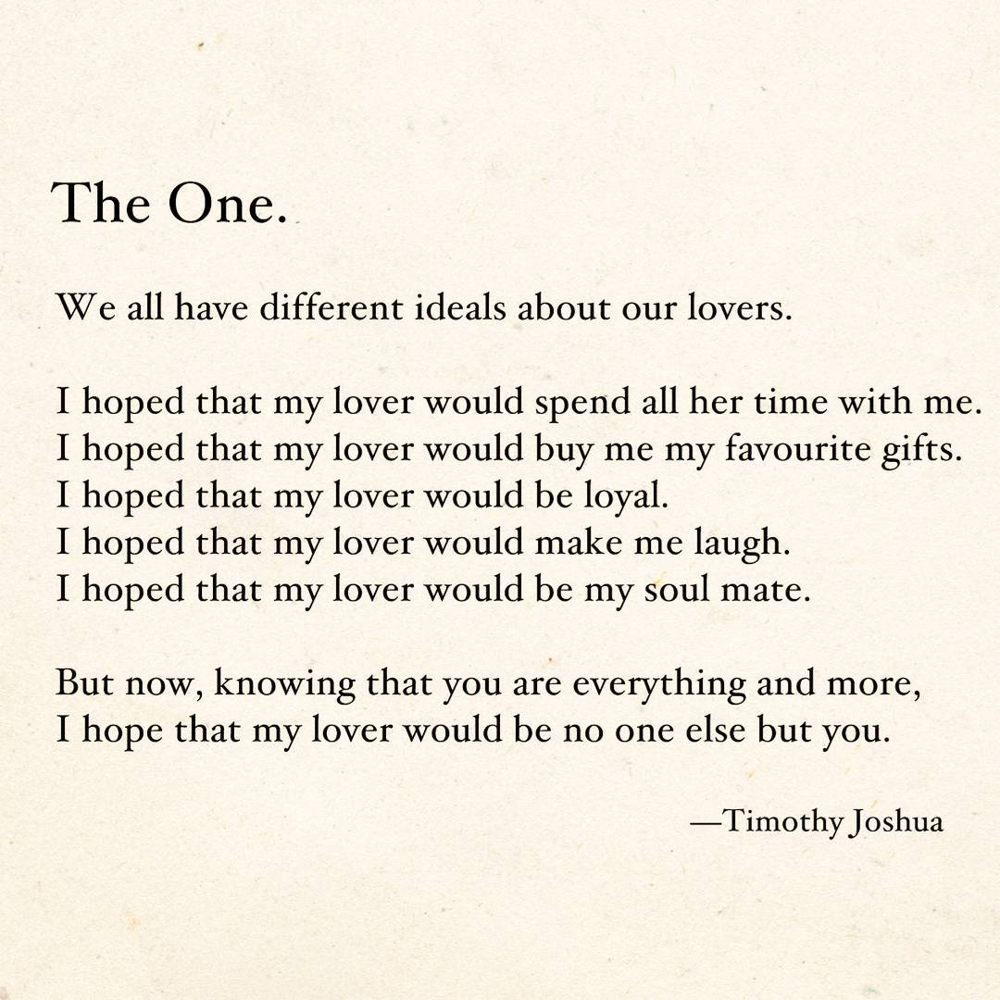 The One.
We all have different ideals about our lovers.
I hoped that my lover would spend all her time with me.
I hoped that my lover would buy me my favourite gifts.
I hoped that my lover would be loyal.
I hoped that my lover would make me laugh.
I hoped that my lover would be my soul mate.
But now, knowing that you are everything and more,
I hope that my lover would be no one else but you.
—Timothy Joshua